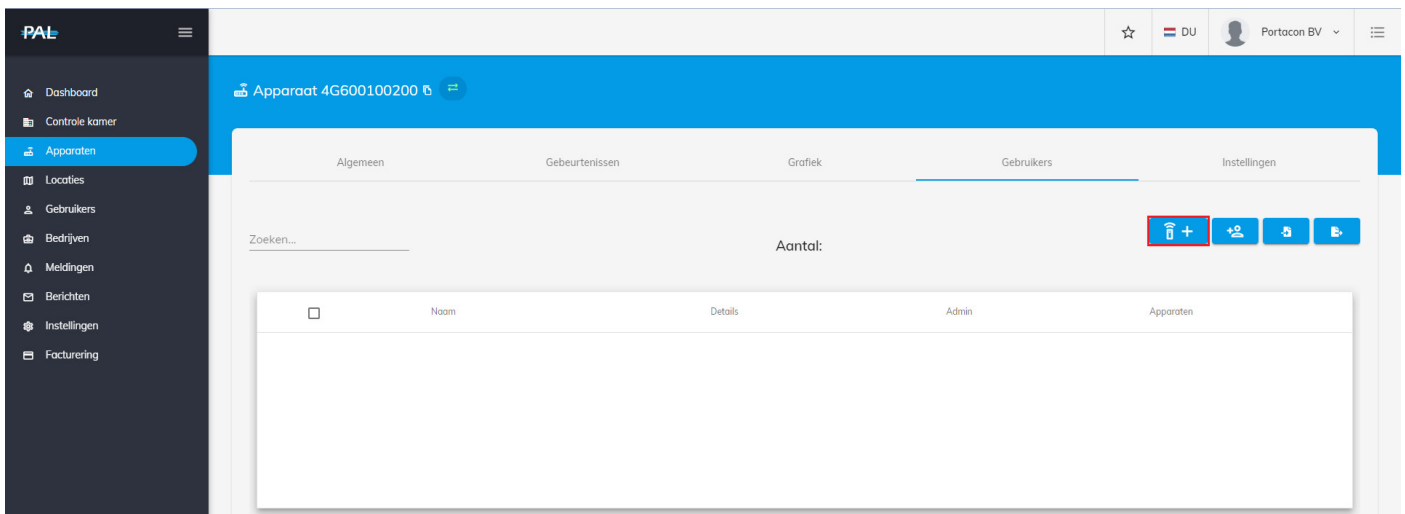 PAL
DU
Portacon BV
Dashboard
Controle kamer
Apparaten
Locaties
Gebruikers
Bedrijven
Meldingen
Berichten
Instellingen
Facturering
Apparaat 4G600100200
Algemeen
Gebeurtenissen
Grafiek
Gebruikers
Instellingen
Zoeken...
Aantal:
Naam
Details
Admin
Apparaten